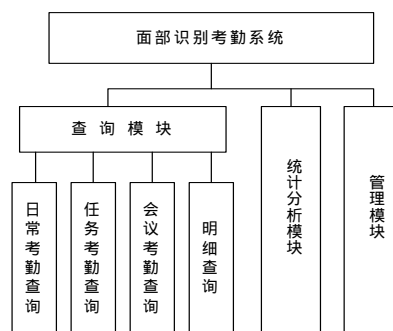 面部识别考勤系统
查询模块
统计分析模块
管理模块
日常考勤查询
任务考勤查询
会议考勤查询
明细查询